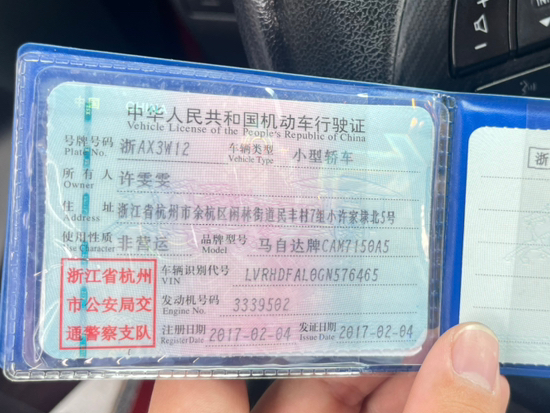 中国 CHINA
中华人民共和国机动车行驶证
Vehicle License of the People's Republic of China
号牌号码 浙AX3W12 车辆类型 小型轿车
Plate No. Vehicle Type
所有人 许雯雯
Owner
住址 浙江省杭州市余杭区闲林街道民丰村7组小许家埭北5号
Address
使用性质 非营运 品牌型号 马自达牌CAM7150A5
Use Character Model
浙江省杭州
市公安局交
通警察支队
车辆识别代号 LVRHDFAL0GN576465
VIN
发动机号码 3339502
Engine No.
注册日期 2017-02-04 发证日期 2017-02-04
Register Date Issue Date